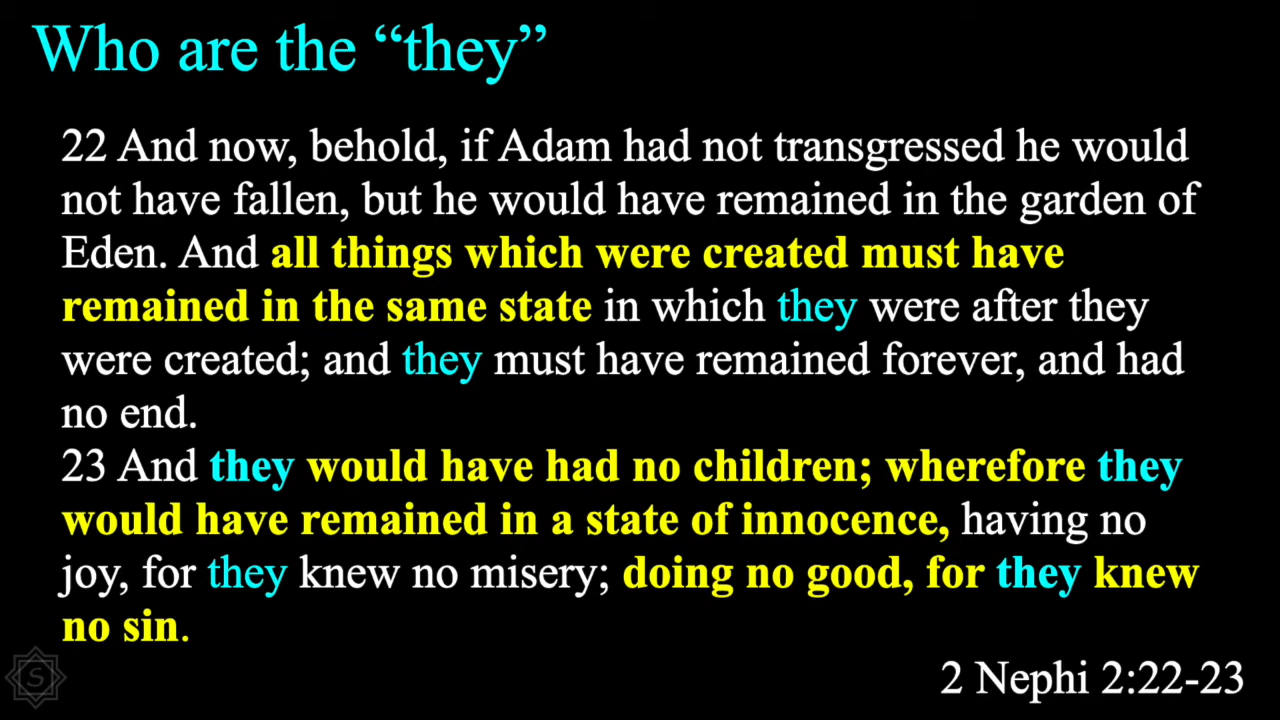 Who are the “they”
22 And now, behold, if Adam had not transgressed he would
not have fallen, but he would have remained in the garden of
Eden. And all things which were created must have
remained in the same state in which they were after they
were created; and they must have remained forever, and had
no end.
23 And they would have had no children; wherefore they
would have remained in a state of innocence, having no
joy, for they knew no misery; doing no good, for they knew
no sin.
S
2 Nephi 2:22-23